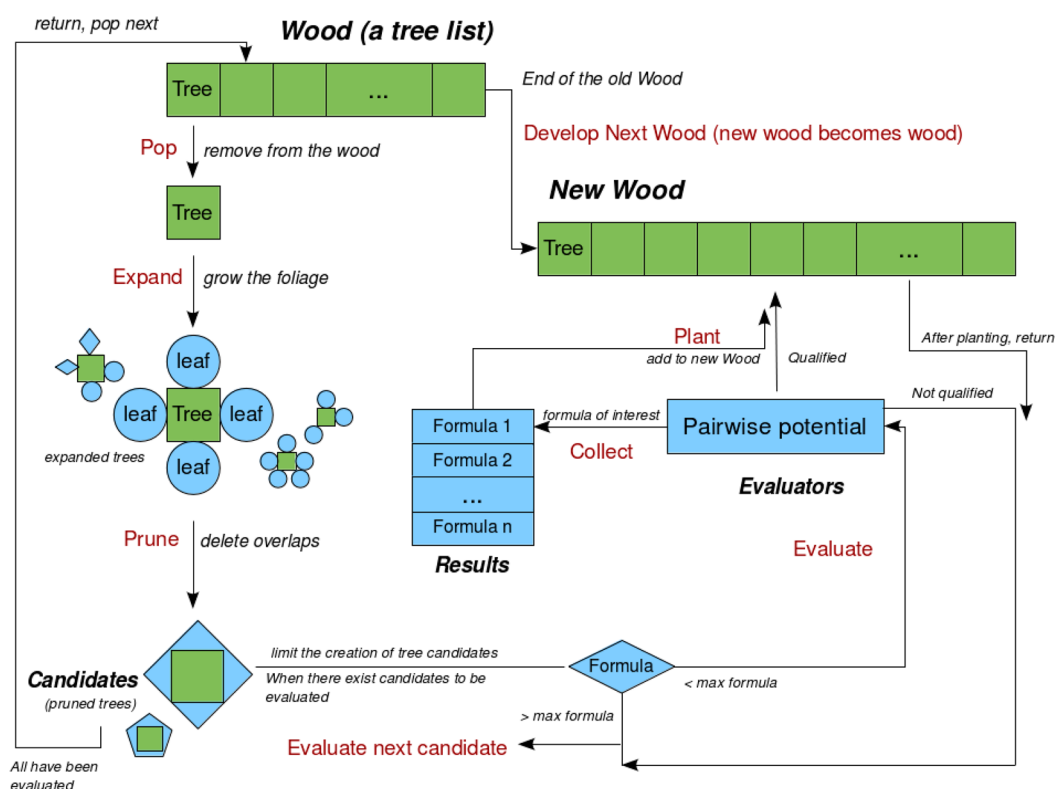 return, pop next
Wood (a tree list)
Tree
...
End of the old Wood
Develop Next Wood (new wood becomes wood)
Pop
remove from the wood
New Wood
Tree
Tree
...
Expand
grow the foliage
Plant
add to new Wood
Qualified
After planting, return
leaf
leaf
Tree
leaf
leaf
expanded trees
Not qualified
formula of interest
Formula 1
Pairwise potential
Collect
Formula 2
...
Formula n
Evaluators
Results
Prune
delete overlaps
Evaluate
limit the creation of tree candidates
When there exist candidates to be
evaluated
Formula
< max formula
Candidates
(pruned trees)
> max formula
Evaluate next candidate
All have been
evaluated